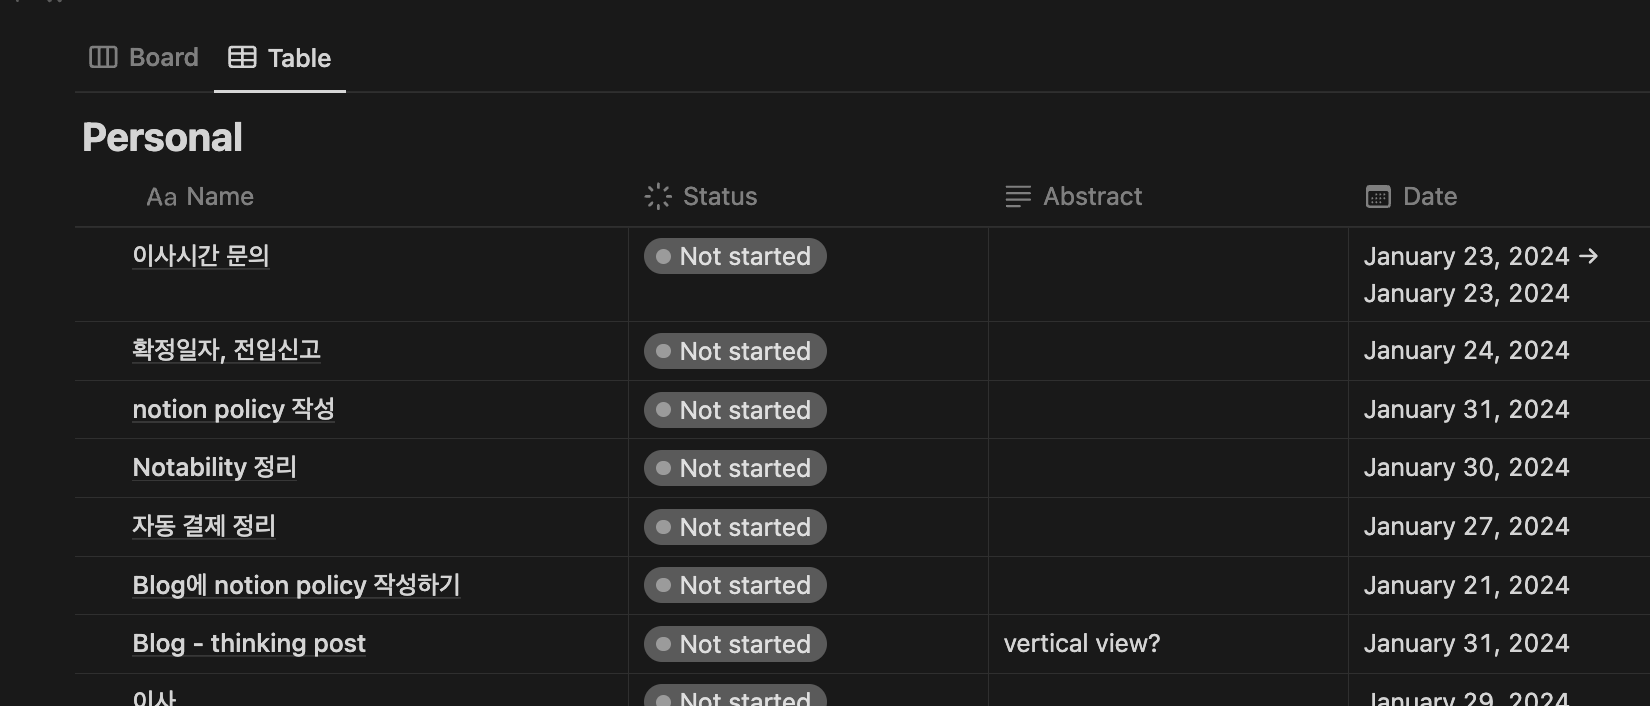 Board Table
Personal
Aa Name Status Abstract Date
이사시간 문의 Not started January 23, 2024 →
January 23, 2024
확정일자, 전입신고 Not started January 24, 2024
notion policy 작성 Not started January 31, 2024
Notability 정리 Not started January 30, 2024
자동 결제 정리 Not started January 27, 2024
Blog에 notion policy 작성하기 Not started January 21, 2024
Blog - thinking post Not started vertical view? January 31, 2024
이사 Not started January 29, 2024